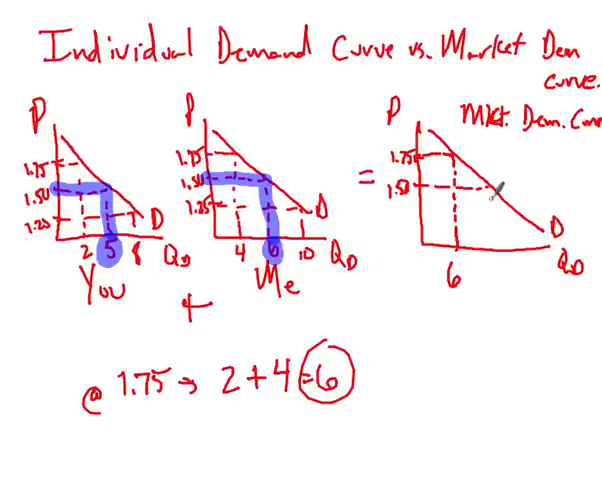 Individual Demand Curve vs. Market Dem
curve.
P
1.75
1.50
1.25
D
2 5 8 QD
You
+
P
1.75
1.50
1.25
D
4 6 10 QD
Me
=
Mkt. Dem. Curv
P
1.75
1.50
D
6 QD
@ 1.75 → 2 + 4 = 6